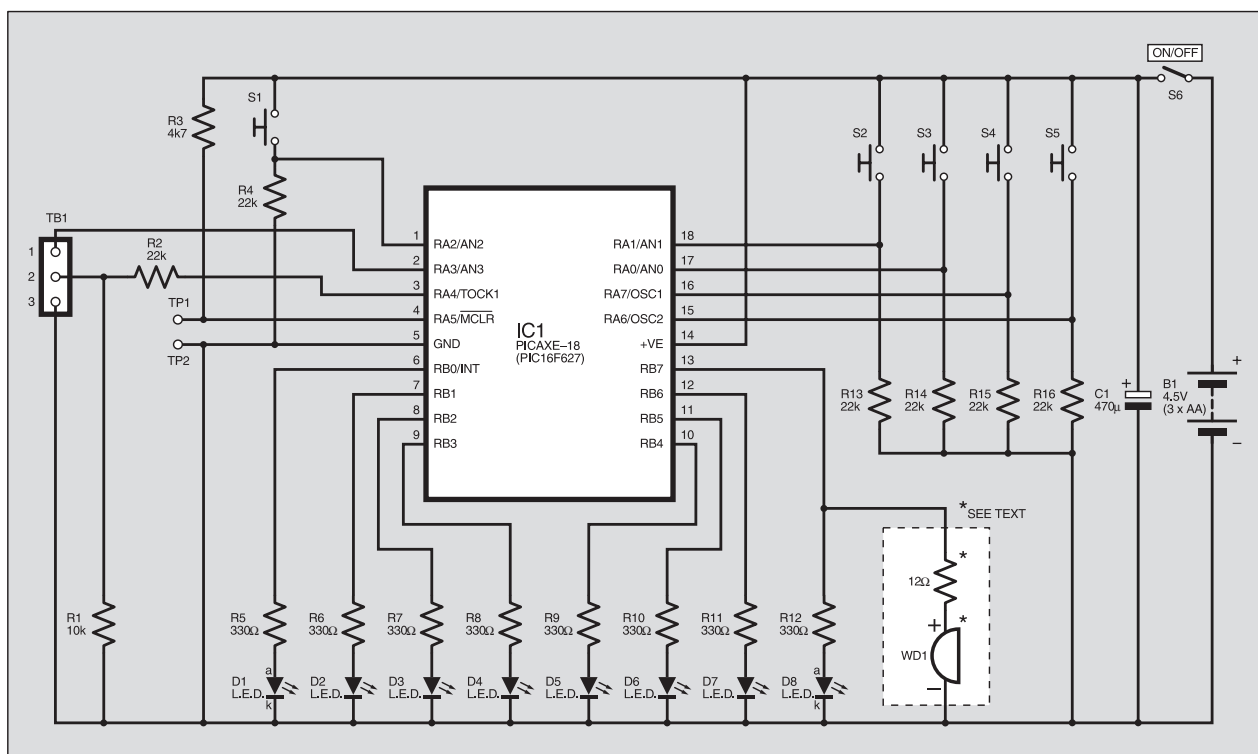 ON/OFF
S6
S1
R3
4k7
S2
S3
S4
S5
R4
22k
TB1
1
2
3
R2
22k
TP1
TP2
1
2
3
4
5
6
7
8
9
RA2/AN2
RA3/AN3
RA4/TOCK1
RA5/MCLR
GND
RB0/INT
RB1
RB2
RB3
IC1
PICAXE–18
(PIC16F627)
RA1/AN1
RA0/AN0
RA7/OSC1
RA6/OSC2
+VE
RB7
RB6
RB5
RB4
18
17
16
15
14
13
12
11
10
R13
22k
R14
22k
R15
22k
R16
22k
+
C1
470µ
+
B1
4.5V
(3 x AA)
–
*SEE TEXT
*
12Ω
*
+
WD1
–
R1
10k
R5
330Ω
R6
330Ω
R7
330Ω
R8
330Ω
R9
330Ω
R10
330Ω
R11
330Ω
R12
330Ω
a
D1
L.E.D.
k
D2
L.E.D.
D3
L.E.D.
D4
L.E.D.
D5
L.E.D.
D6
L.E.D.
D7
L.E.D.
a
D8
L.E.D.
k